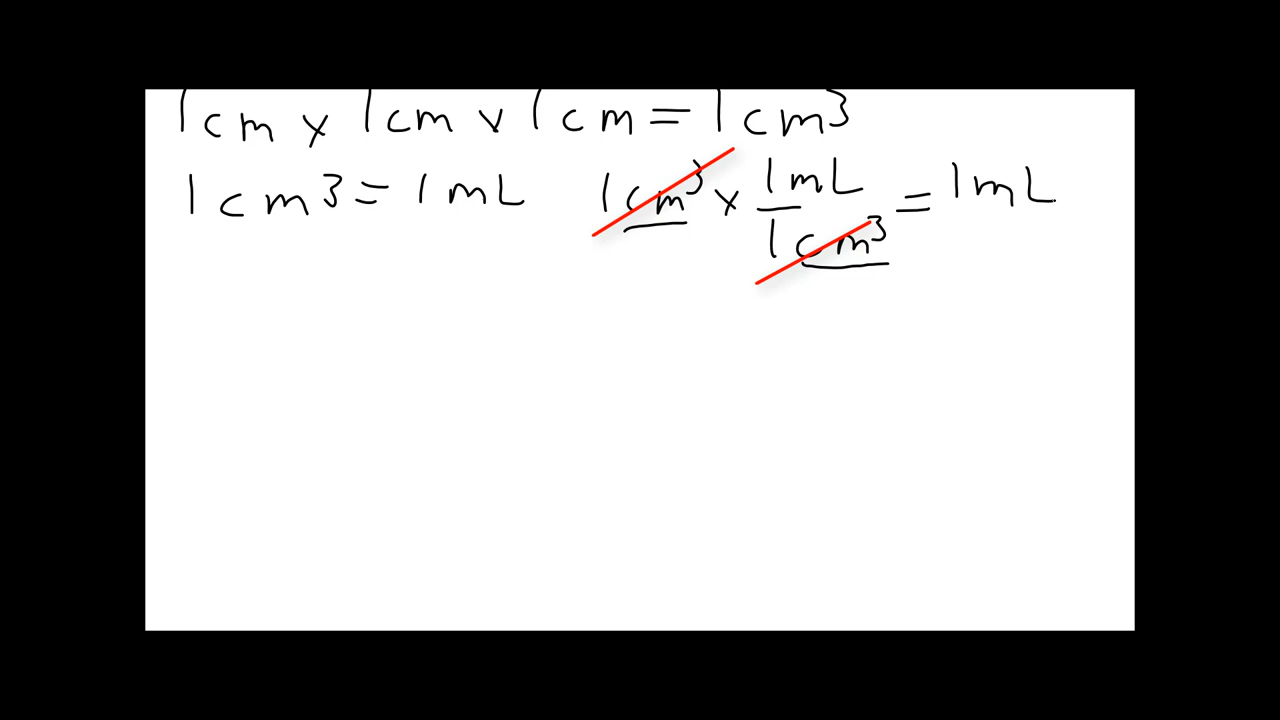 1cm x 1cm x 1cm = 1cm³
1cm³ = 1mL 1cm³ x 1mL/1cm³ = 1mL